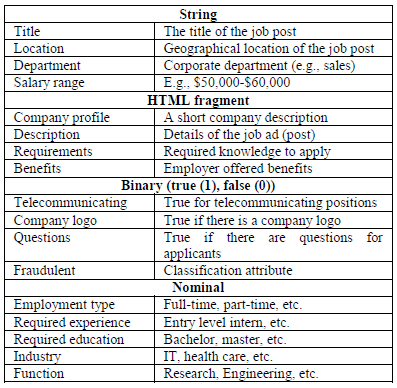 String
Title The title of the job post
Location Geographical location of the job post
Department Corporate department (e.g., sales)
Salary range E.g., $50,000-$60,000
HTML fragment
Company profile A short company description
Description Details of the job ad (post)
Requirements Required knowledge to apply
Benefits Employer offered benefits
Binary (true (1), false (0))
Telecommunicating True for telecommuting positions
Company logo True if there is a company logo
Questions True if there are questions for
applicants
Fraudulent Classification attribute
Nominal
Employment type Full-time, part-time, etc.
Required experience Entry level intern, etc.
Required education Bachelor, master, etc.
Industry IT, health care, etc.
Function Research, Engineering, etc.